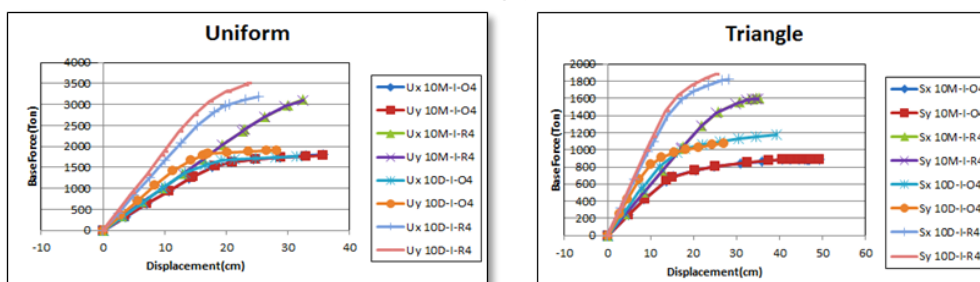 Uniform
BaseForce(Ton)
4000
3500
3000
2500
2000
1500
1000
500
0
-10
0
10
20
30
40
Displacement(cm)
Ux 10M-I-O4
Uy 10M-I-O4
Ux 10M-I-R4
Uy 10M-I-R4
Ux 10D-I-O4
Uy 10D-I-O4
Ux 10D-I-R4
Uy 10D-I-R4
Triangle
BaseForce(Ton)
2000
1800
1600
1400
1200
1000
800
600
400
200
0
-10
0
10
20
30
40
50
60
Displacement(cm)
Sx 10M-I-O4
Sy 10M-I-O4
Sx 10M-I-R4
Sy 10M-I-R4
Sx 10D-I-O4
Sy 10D-I-O4
Sx 10D-I-R4
Sy 10D-I-R4